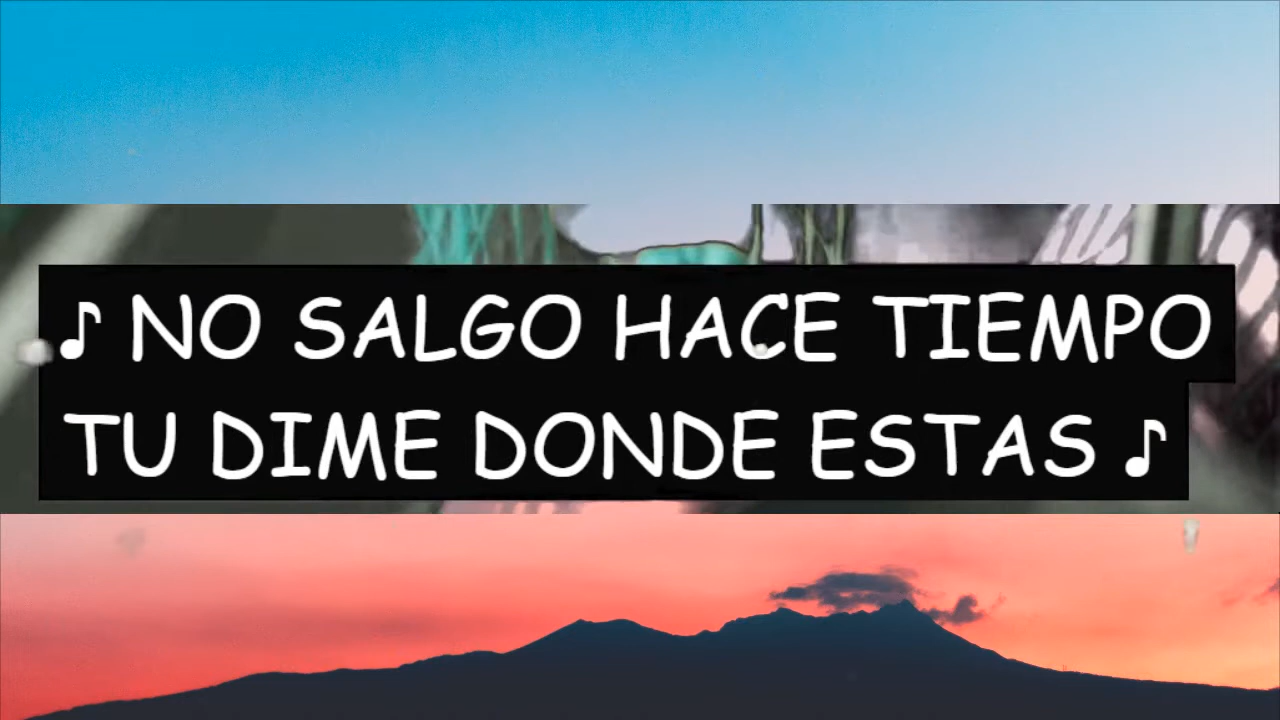 ♪ NO SALGO HACE TIEMPO
TU DIME DONDE ESTAS ♪